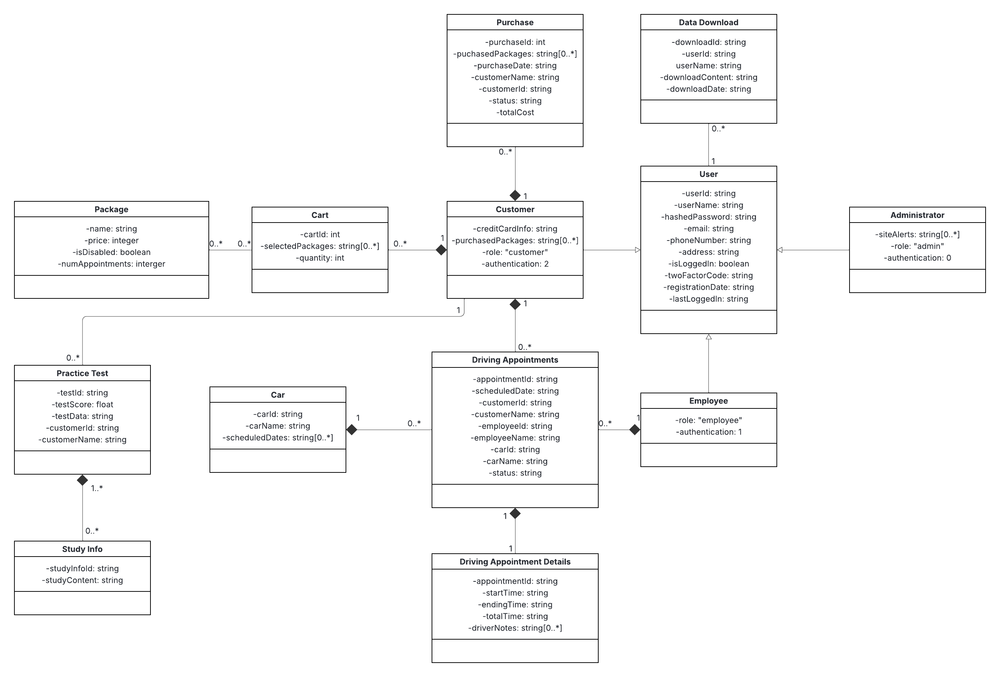 Purchase
-purchaseId: int
-puchasedPackages: string[0..*]
-purchaseDate: string
-customerName: string
-customerId: string
-status: string
-totalCost
0..*
1
Data Download
-downloadId: string
-userId: string
userName: string
-downloadContent: string
-downloadDate: string
0..*
1
User
-userId: string
-userName: string
-hashedPassword: string
-email: string
-phoneNumber: string
-address: string
-isLoggedIn: boolean
-twoFactorCode: string
-registrationDate: string
-lastLoggedIn: string
Package
-name: string
-price: integer
-isDisabled: boolean
-numAppointments: interger
0..*
0..*
Cart
-cartId: int
-selectedPackages: string[0..*]
-quantity: int
0..*
1
Customer
-creditCardInfo: string
-purchasedPackages: string[0..*]
-role: "customer"
-authentication: 2
Administrator
-siteAlerts: string[0..*]
-role: "admin"
-authentication: 0
1
1
0..*
0..*
Practice Test
-testId: string
-testScore: float
-testData: string
-customerId: string
-customerName: string
1..*
0..*
Study Info
-studyInfoId: string
-studyContent: string
Car
-carId: string
-carName: string
-scheduledDates: string[0..*]
1
0..*
Driving Appointments
-appointmentId: string
-scheduledDate: string
-customerId: string
-customerName: string
-employeeId: string
-employeeName: string
-carId: string
-carName: string
-status: string
0..*
1
Employee
-role: "employee"
-authentication: 1
1
1
Driving Appointment Details
-appointmentId: string
-startTime: string
-endingTime: string
-totalTime: string
-driverNotes: string[0..*]